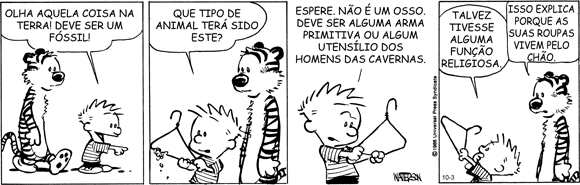 OLHA AQUELA COISA NA
TERRA! DEVE SER UM
FÓSSIL!
QUE TIPO DE
ANIMAL TERÁ SIDO
ESTE?
ESPERE. NÃO É UM OSSO.
DEVE SER ALGUMA ARMA
PRIMITIVA OU ALGUM
UTENSÍLIO DOS
HOMENS DAS CAVERNAS.
WATTERSON
TALVEZ
TIVESSE
ALGUMA
FUNÇÃO
RELIGIOSA.
ISSO EXPLICA
PORQUE AS
SUAS ROUPAS
VIVEM PELO
CHÃO.
© 1986 Universal Press Syndicate
10-3